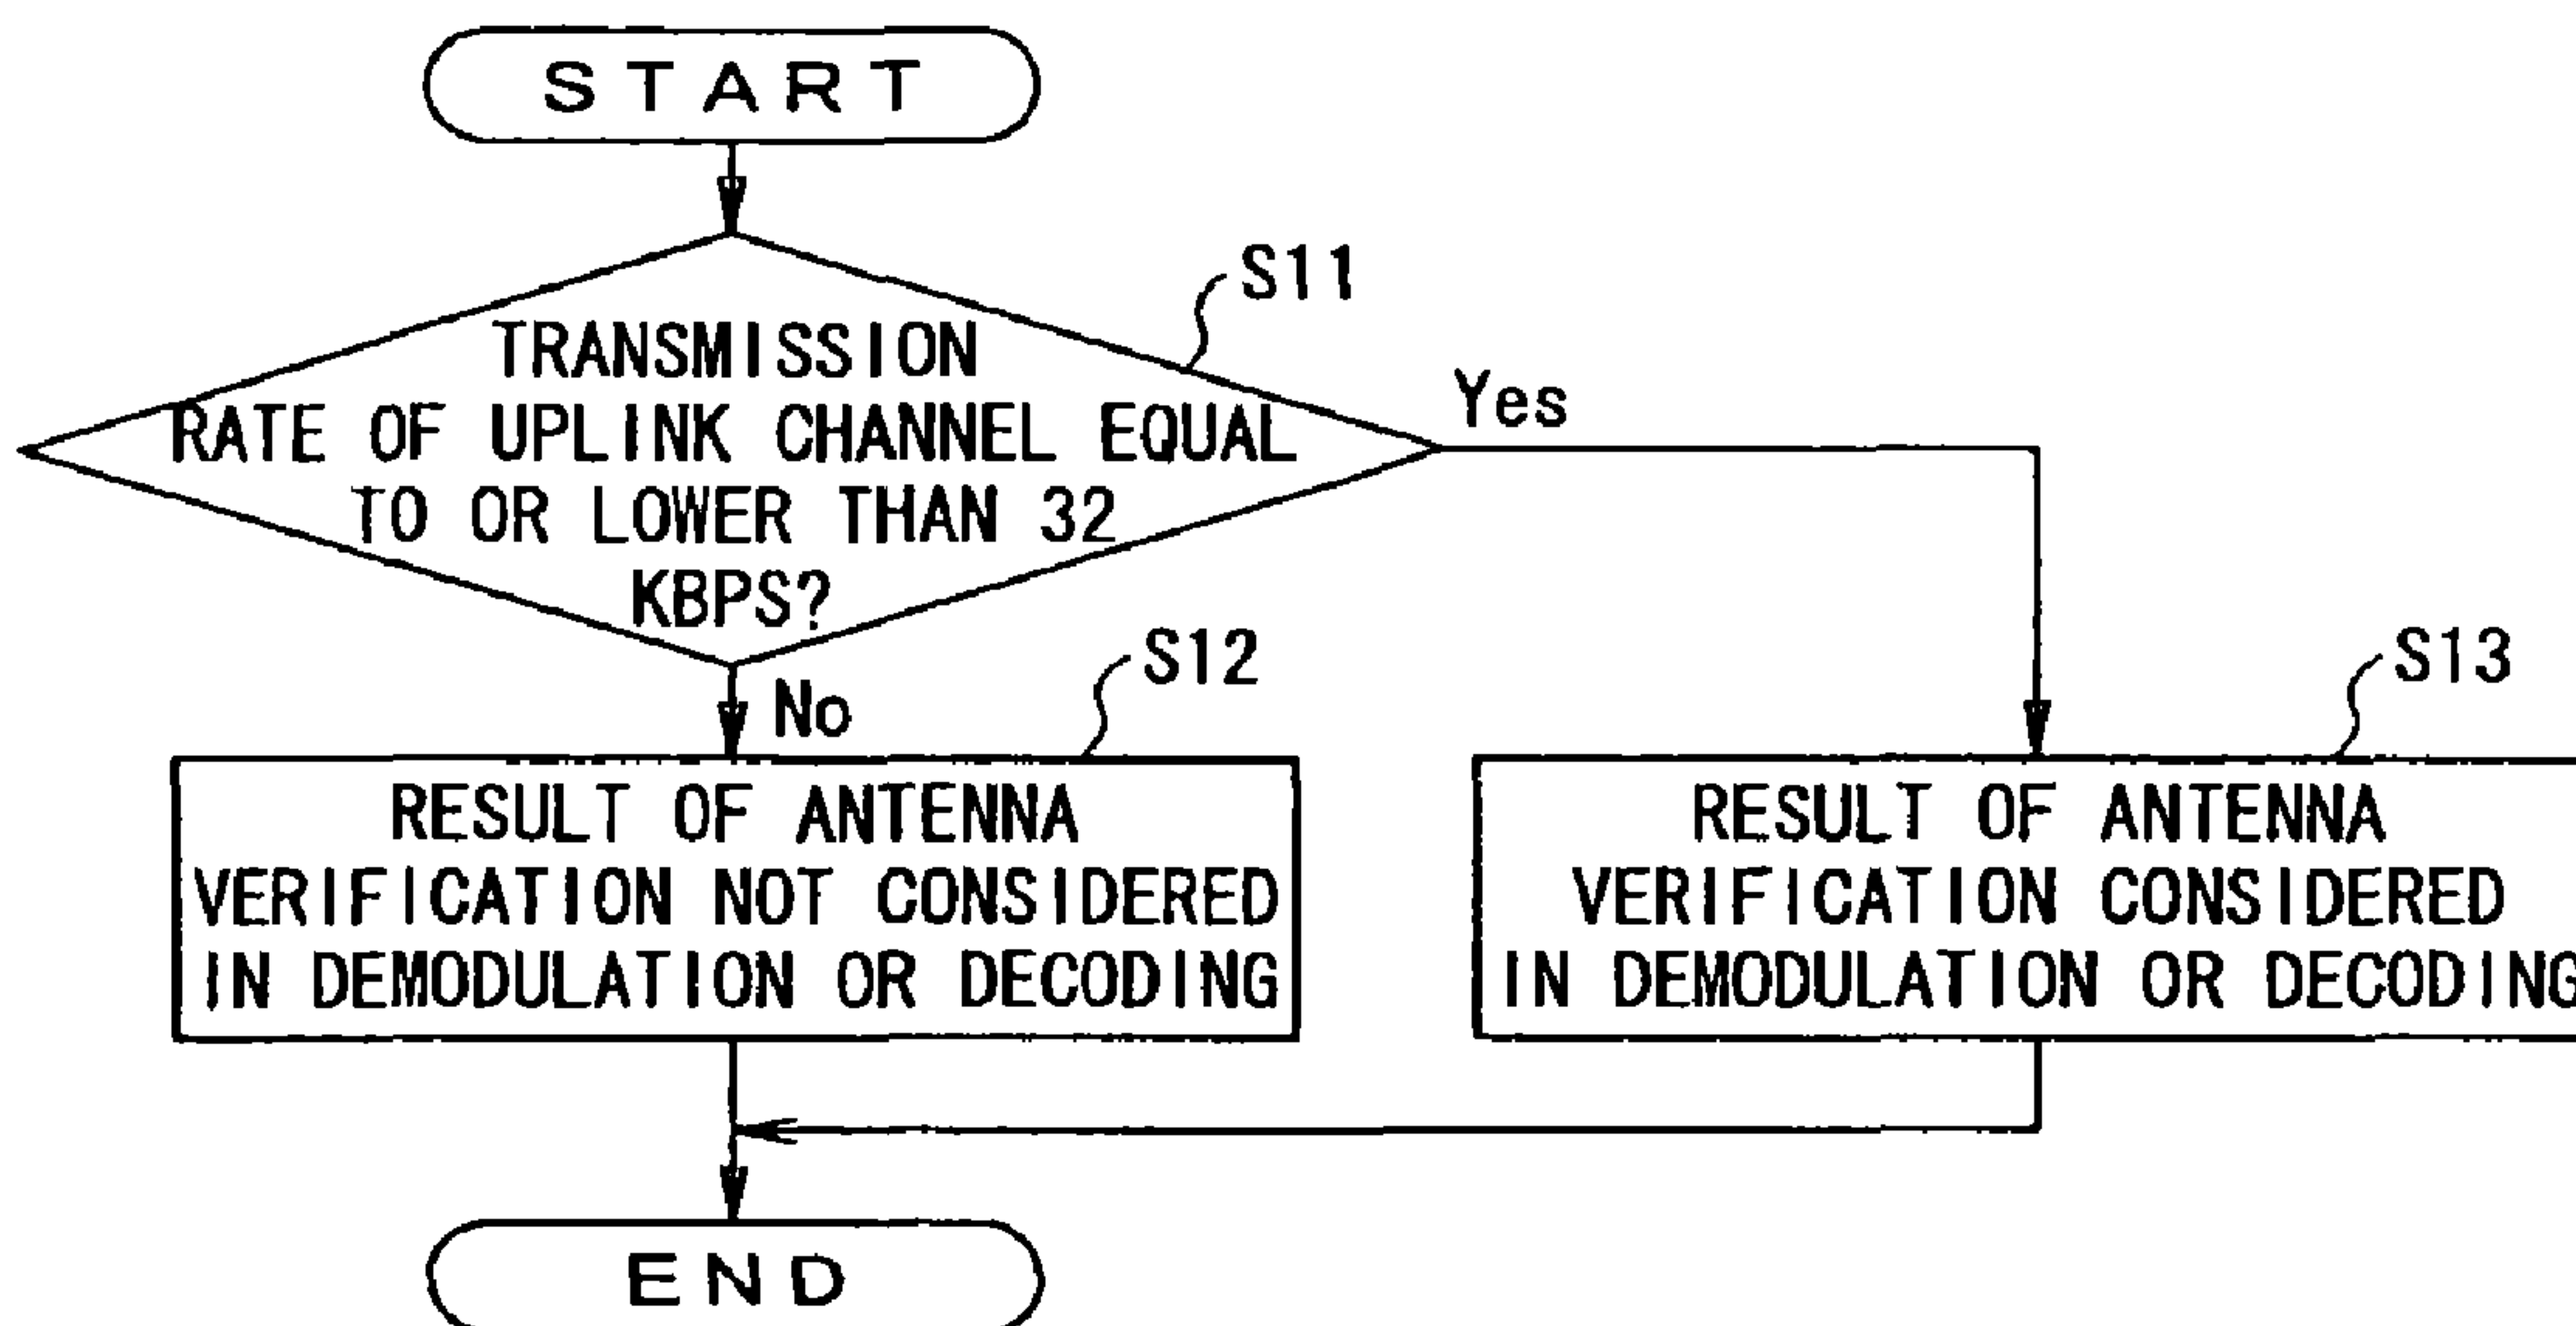 START
S11
TRANSMISSION
RATE OF UPLINK CHANNEL EQUAL
TO OR LOWER THAN 32
KBPS?
Yes
No
S12
RESULT OF ANTENNA
VERIFICATION NOT CONSIDERED
IN DEMODULATION OR DECODING
S13
RESULT OF ANTENNA
VERIFICATION CONSIDERED
IN DEMODULATION OR DECODING
END